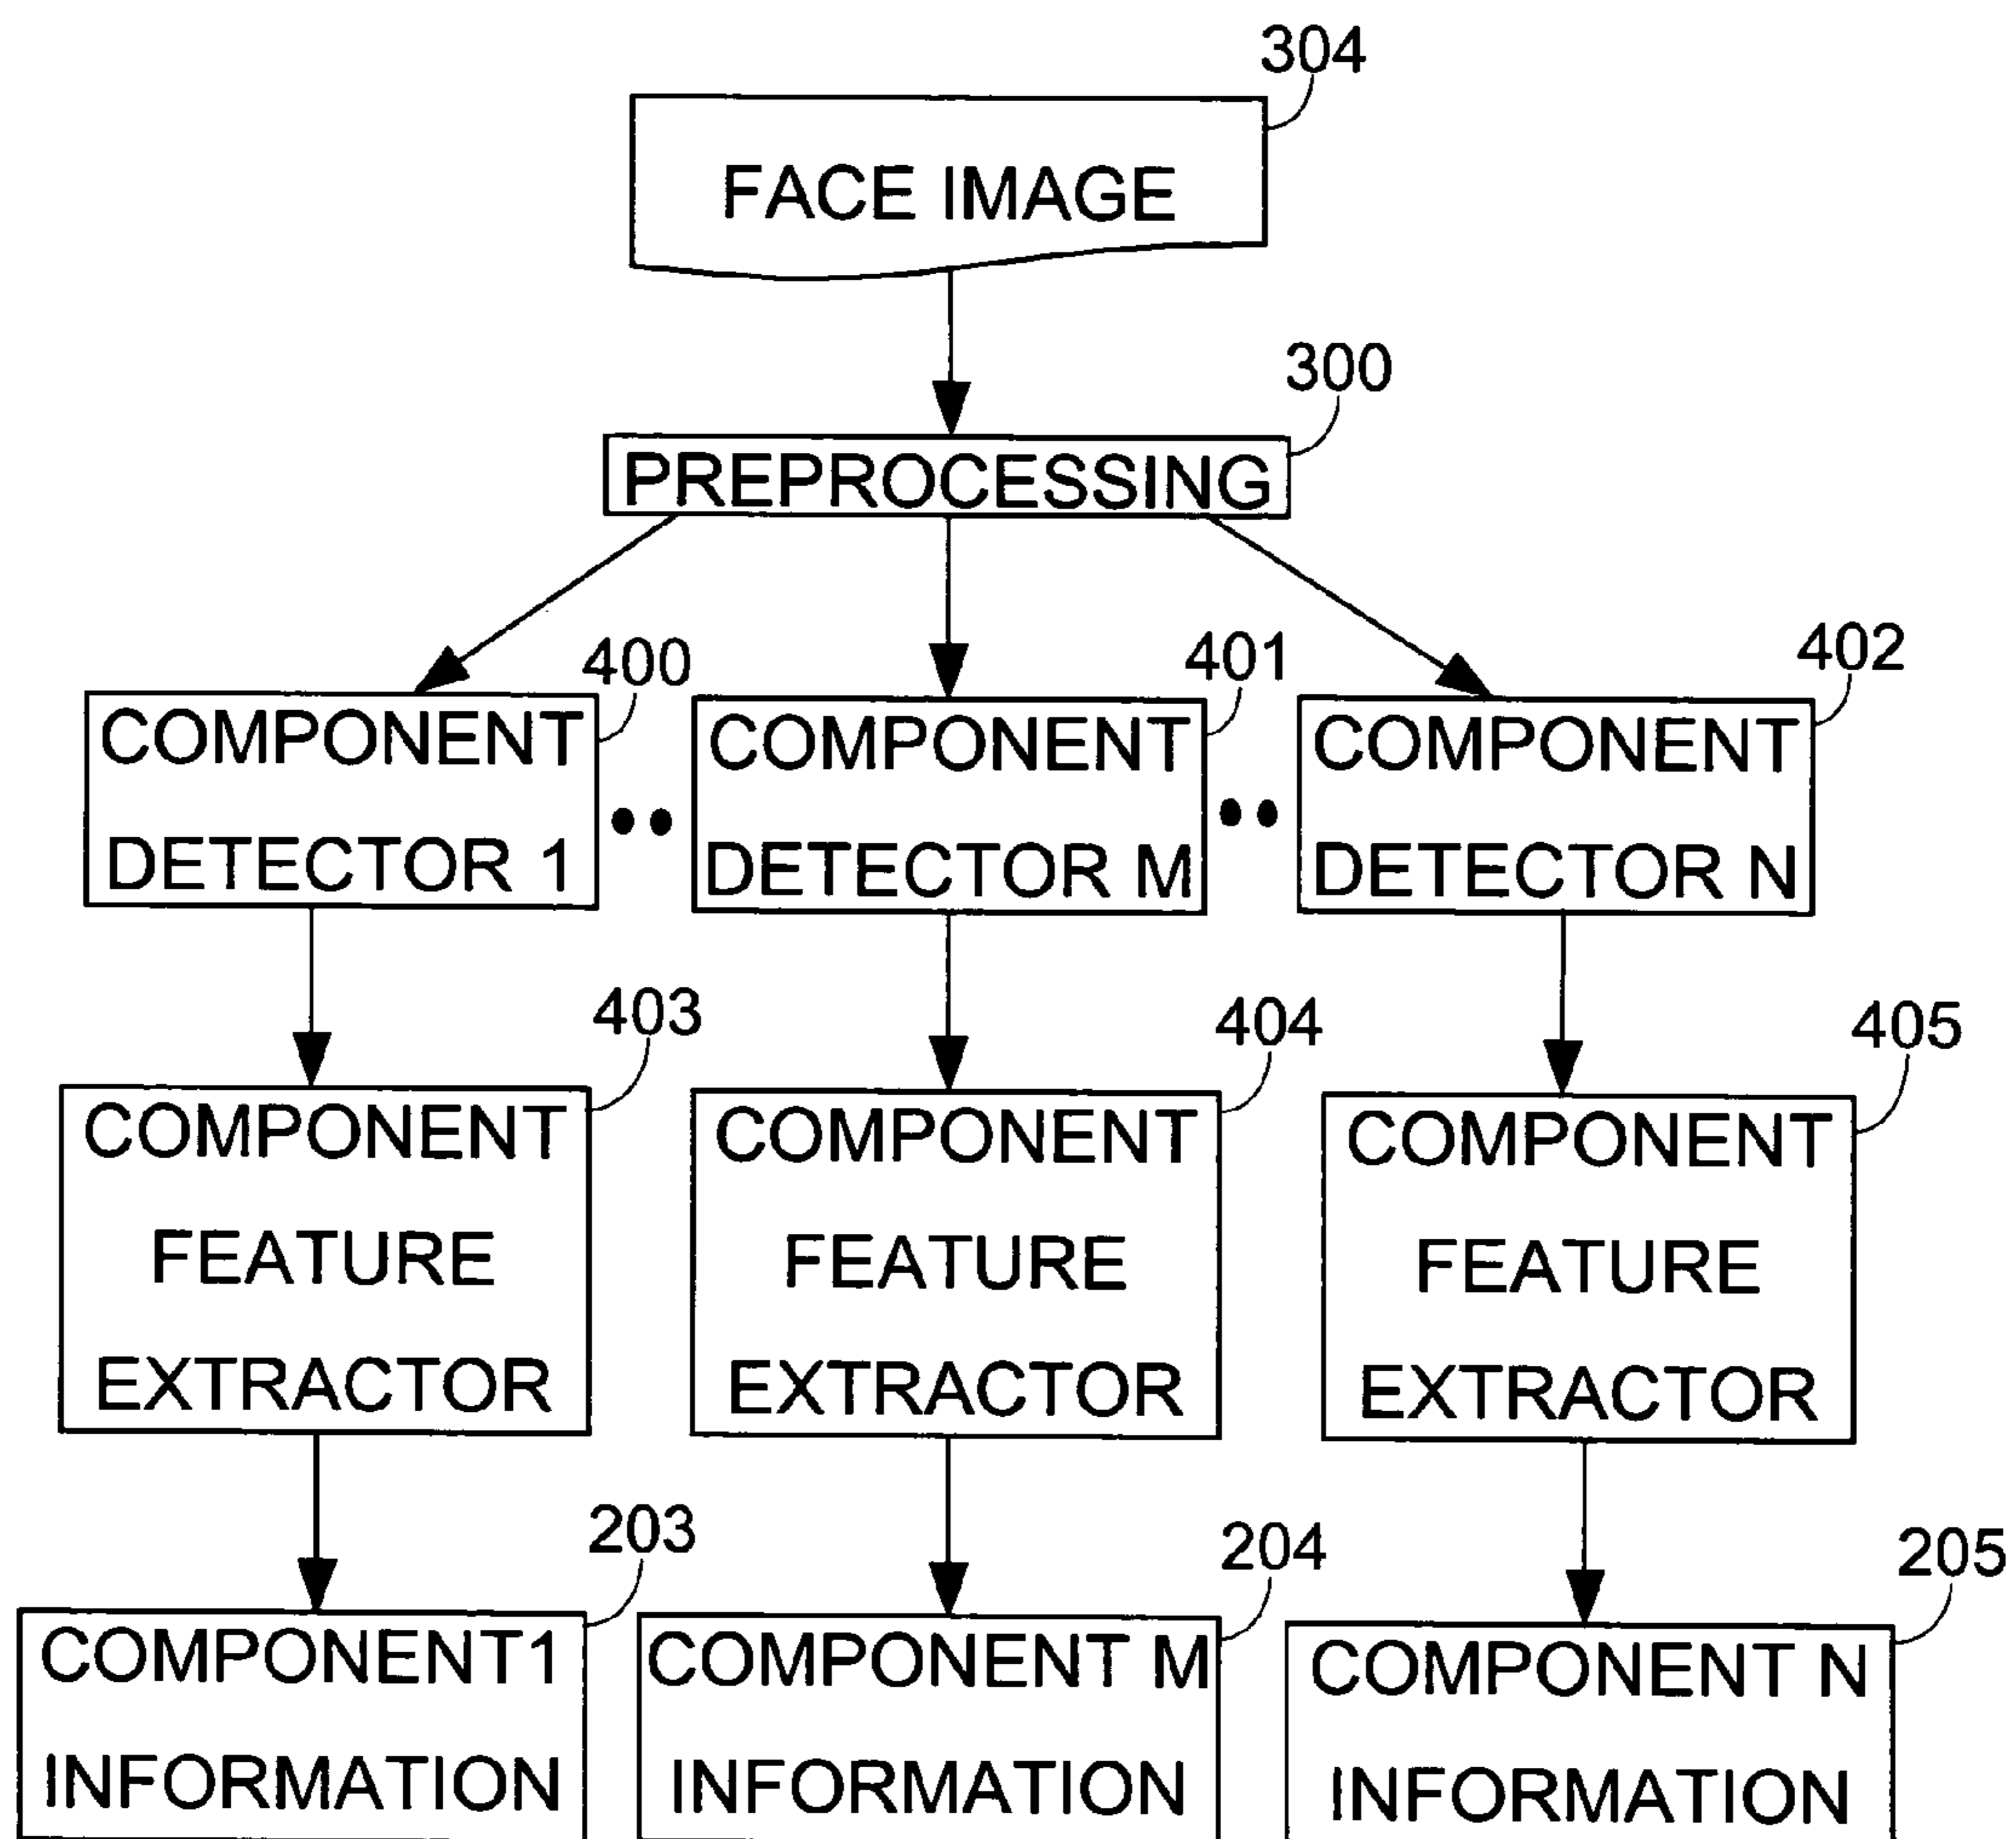 304
FACE IMAGE
300
PREPROCESSING
400
401
402
COMPONENT
DETECTOR 1
COMPONENT
DETECTOR M
COMPONENT
DETECTOR N
403
404
405
COMPONENT
FEATURE
EXTRACTOR
COMPONENT
FEATURE
EXTRACTOR
COMPONENT
FEATURE
EXTRACTOR
203
204
205
COMPONENT1
INFORMATION
COMPONENT M
INFORMATION
COMPONENT N
INFORMATION